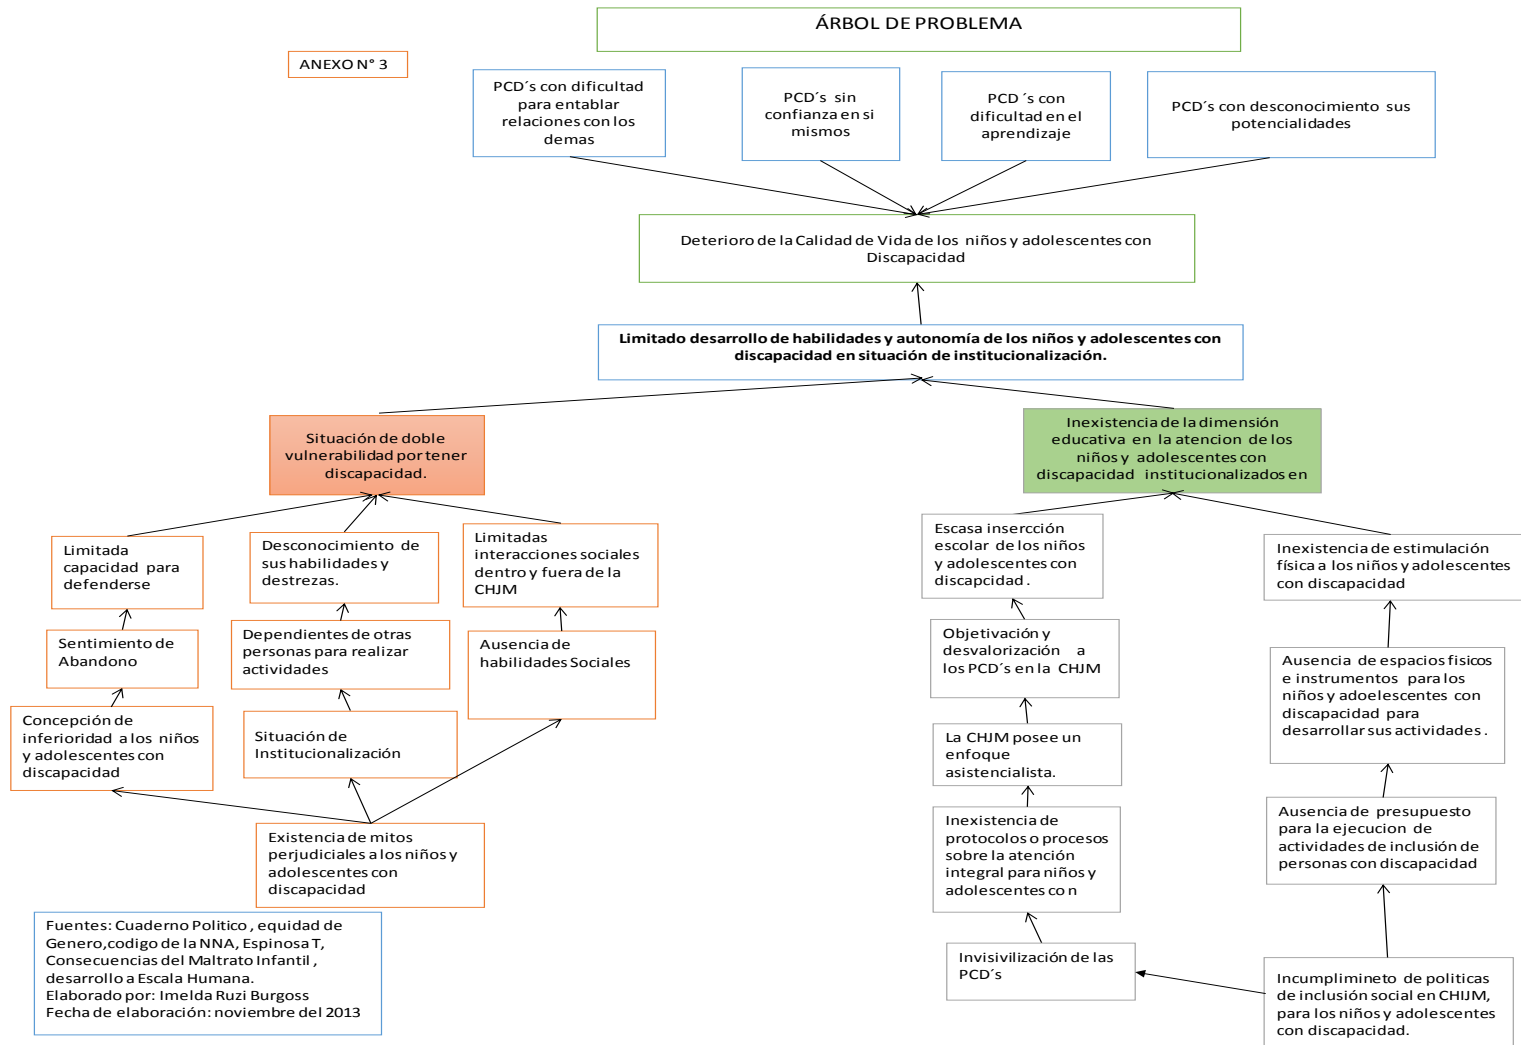 ÁRBOL DE PROBLEMA
ANEXO N° 3
PCD´s con dificultad
para entablar
relaciones con los
demas
PCD´s sin
confianza en si
mismos
PCD ´s con
dificultad en el
aprendizaje
PCD´s con desconocimiento sus
potencialidades
Deterioro de la Calidad de Vida de los niños y adolescentes con
Discapacidad
Limitado desarrollo de habilidades y autonomía de los niños y adolescentes con
discapacidad en situación de institucionalización.
Situación de doble
vulnerabilidad por tener
discapacidad.
Inexistencia de la dimensión
educativa en la atencion de los
niños y adolescentes con
discapacidad institucionalizados en
Limitada
capacidad para
defenderse
Desconocimiento de
sus habilidades y
destrezas.
Limitadas
interacciones sociales
dentro y fuera de la
CHJM
Escasa insercción
escolar de los niños
y adolescentes con
discapcidad .
Inexistencia de estimulación
física a los niños y adolescentes
con discapacidad
Sentimiento de
Abandono
Dependientes de otras
personas para realizar
actividades
Ausencia de
habilidades Sociales
Objetivación y
desvalorización a
los PCD´s en la CHJM
Ausencia de espacios fisicos
e instrumentos para los
niños y adoelescentes con
discapacidad para
desarrollar sus actividades .
Concepción de
inferioridad a los niños
y adolescentes con
discapacidad
Situación de
Institucionalización
La CHJM posee un
enfoque
asistencialista.
Existencia de mitos
perjudiciales a los niños y
adolescentes con
discapacidad
Inexistencia de
protocolos o procesos
sobre la atención
integral para niños y
adolescentes co n
Ausencia de presupuesto
para la ejecucion de
actividades de inclusión de
personas con discapacidad
Fuentes: Cuaderno Politico , equidad de
Genero,codigo de la NNA, Espinosa T,
Consecuencias del Maltrato Infantil ,
desarrollo a Escala Humana.
Elaborado por: Imelda Ruzi Burgoss
Fecha de elaboración: noviembre del 2013
Invisivilización de las
PCD´s
Incumplimineto de politicas
de inclusión social en CHIJM,
para los niños y adolescentes
con discapacidad.